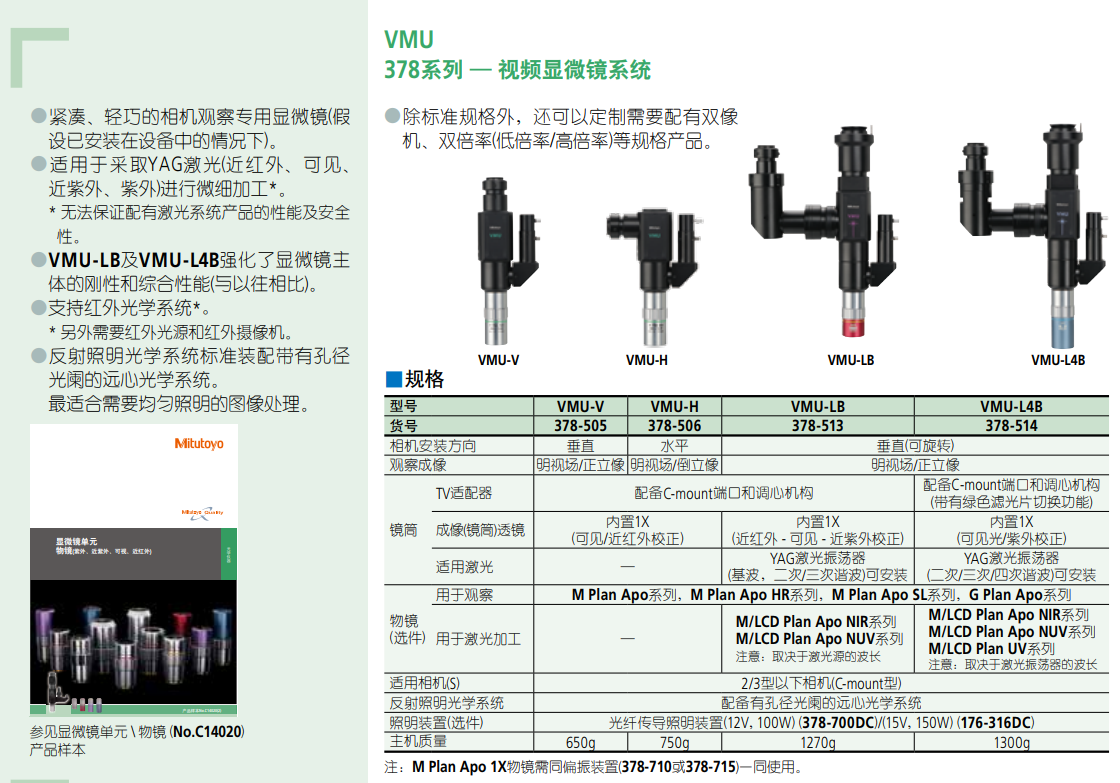 VMU
378系列 — 视频显微镜系统
●紧凑、轻巧的相机观察专用显微镜(假
设已安装在设备中的情况下)。
●适用于采取YAG激光(近红外、可见、
近紫外、紫外)进行微细加工*。
* 无法保证配有激光系统产品的性能及安全
性。
●VMU-LB及VMU-L4B强化了显微镜主
体的刚性和综合性能(与以往相比)。
●支持红外光学系统*。
* 另外需要红外光源和红外摄像机。
●反射照明光学系统标准装配带有孔径
光阑的远心光学系统。
最适合需要均匀照明的图像处理。
Mitutoyo
Mitutoyo Quality
显微镜单元
物镜(紫外、近紫外、可视、近红外)
参见显微镜单元 \ 物镜 (No.C14020)
产品样本
●除标准规格外，还可以定制需要配有双像
机、双倍率(低倍率/高倍率)等规格产品。
VMU-V VMU-H VMU-LB VMU-L4B
■规格
型号 VMU-V VMU-H VMU-LB VMU-L4B
货号 378-505 378-506 378-513 378-514
相机安装方向 垂直 水平 垂直(可旋转)
观察成像 明视场/正立像 明视场/倒立像 明视场/正立像
镜筒 TV适配器 配备C-mount端口和调心机构 配备C-mount端口和调心机构
(带有绿色滤光片切换功能)
成像(镜筒)透镜 内置1X 内置1X 内置1X
(可见/近红外校正) (近红外 - 可见 - 近紫外校正) (可见光/紫外校正)
适用激光 — YAG激光振荡器 YAG激光振荡器
(基波，二次/三次谐波)可安装 (二次/三次/四次谐波)可安装
物镜
(选件) 用于观察 M Plan Apo系列，M Plan Apo HR系列，M Plan Apo SL系列，G Plan Apo系列
用于激光加工 — M/LCD Plan Apo NIR系列 M/LCD Plan Apo NIR系列
M/LCD Plan Apo NUV系列 M/LCD Plan Apo NUV系列
注意：取决于激光源的波长 M/LCD Plan UV系列
注意：取决于激光振荡器的波长
适用相机(S) 2/3型以下相机(C-mount型)
反射照明光学系统 配备有孔径光阑的远心光学系统
照明装置(选件) 光纤传导照明装置(12V, 100W) (378-700DC)/(15V, 150W) (176-316DC)
主机质量 650g 750g 1270g 1300g
注：M Plan Apo 1X物镜需同偏振装置(378-710或378-715)一同使用。